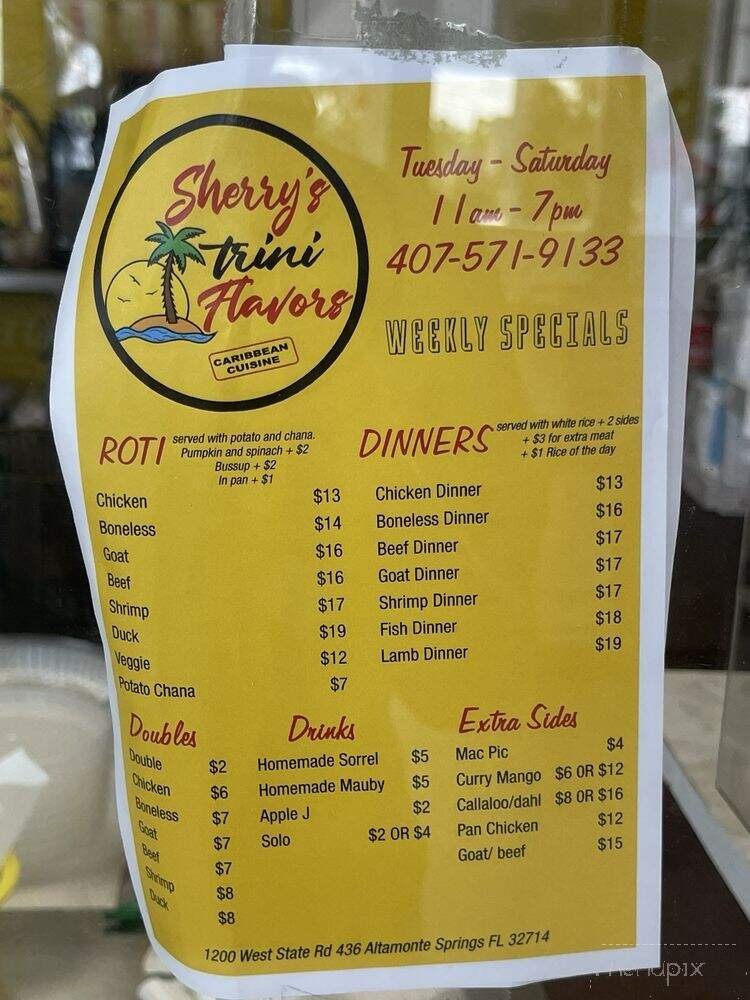 Sherry's
trini
Flavors
CARIBBEAN
CUISINE
Tuesday - Saturday
11am - 7pm
407-571-9133
WEEKLY SPECIALS
ROTI
served with potato and chana.
Pumpkin and spinach + $2
Bussup + $2
In pan + $1
Chicken $13
Boneless $14
Goat $16
Beef $16
Shrimp $17
Duck $19
Veggie $12
Potato Chana $7
DINNERS
served with white rice + 2 sides
+ $3 for extra meat
+ $1 Rice of the day
Chicken Dinner $13
Boneless Dinner $16
Beef Dinner $17
Goat Dinner $17
Shrimp Dinner $17
Fish Dinner $18
Lamb Dinner $19
Doubles
Double $2
Chicken $6
Boneless $7
Goat $7
Beef $7
Shrimp $8
Duck $8
Drinks
Homemade Sorrel $5
Homemade Mauby $5
Apple J $2
Solo $2 OR $4
Extra Sides
Mac Pic $4
Curry Mango $6 OR $12
Callaloo/dahl $8 OR $16
Pan Chicken $12
Goat/ beef $15
1200 West State Rd 436 Altamonte Springs FL 32714
menupix